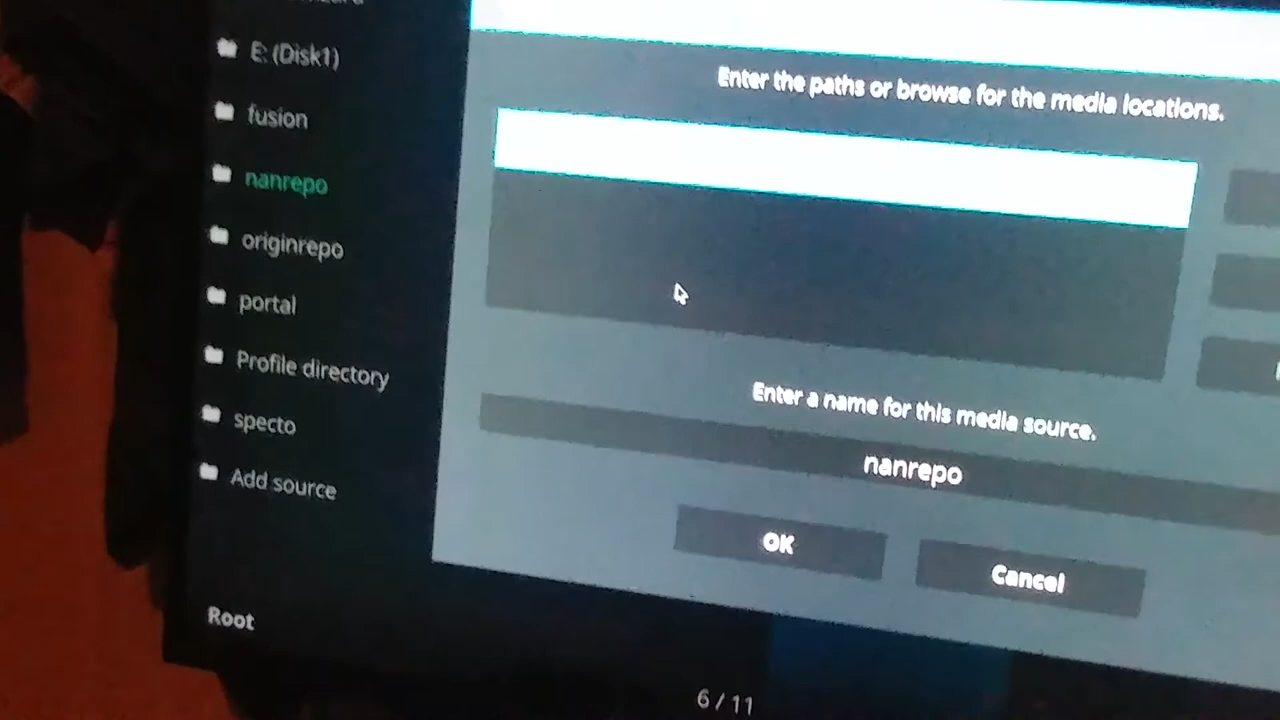 E: (Disk1)
fusion
nanrepo
originrepo
portal
Profile directory
specto
Add source
Root
Enter the paths or browse for the media locations.
Enter a name for this media source.
nanrepo
OK
Cancel
6 / 11